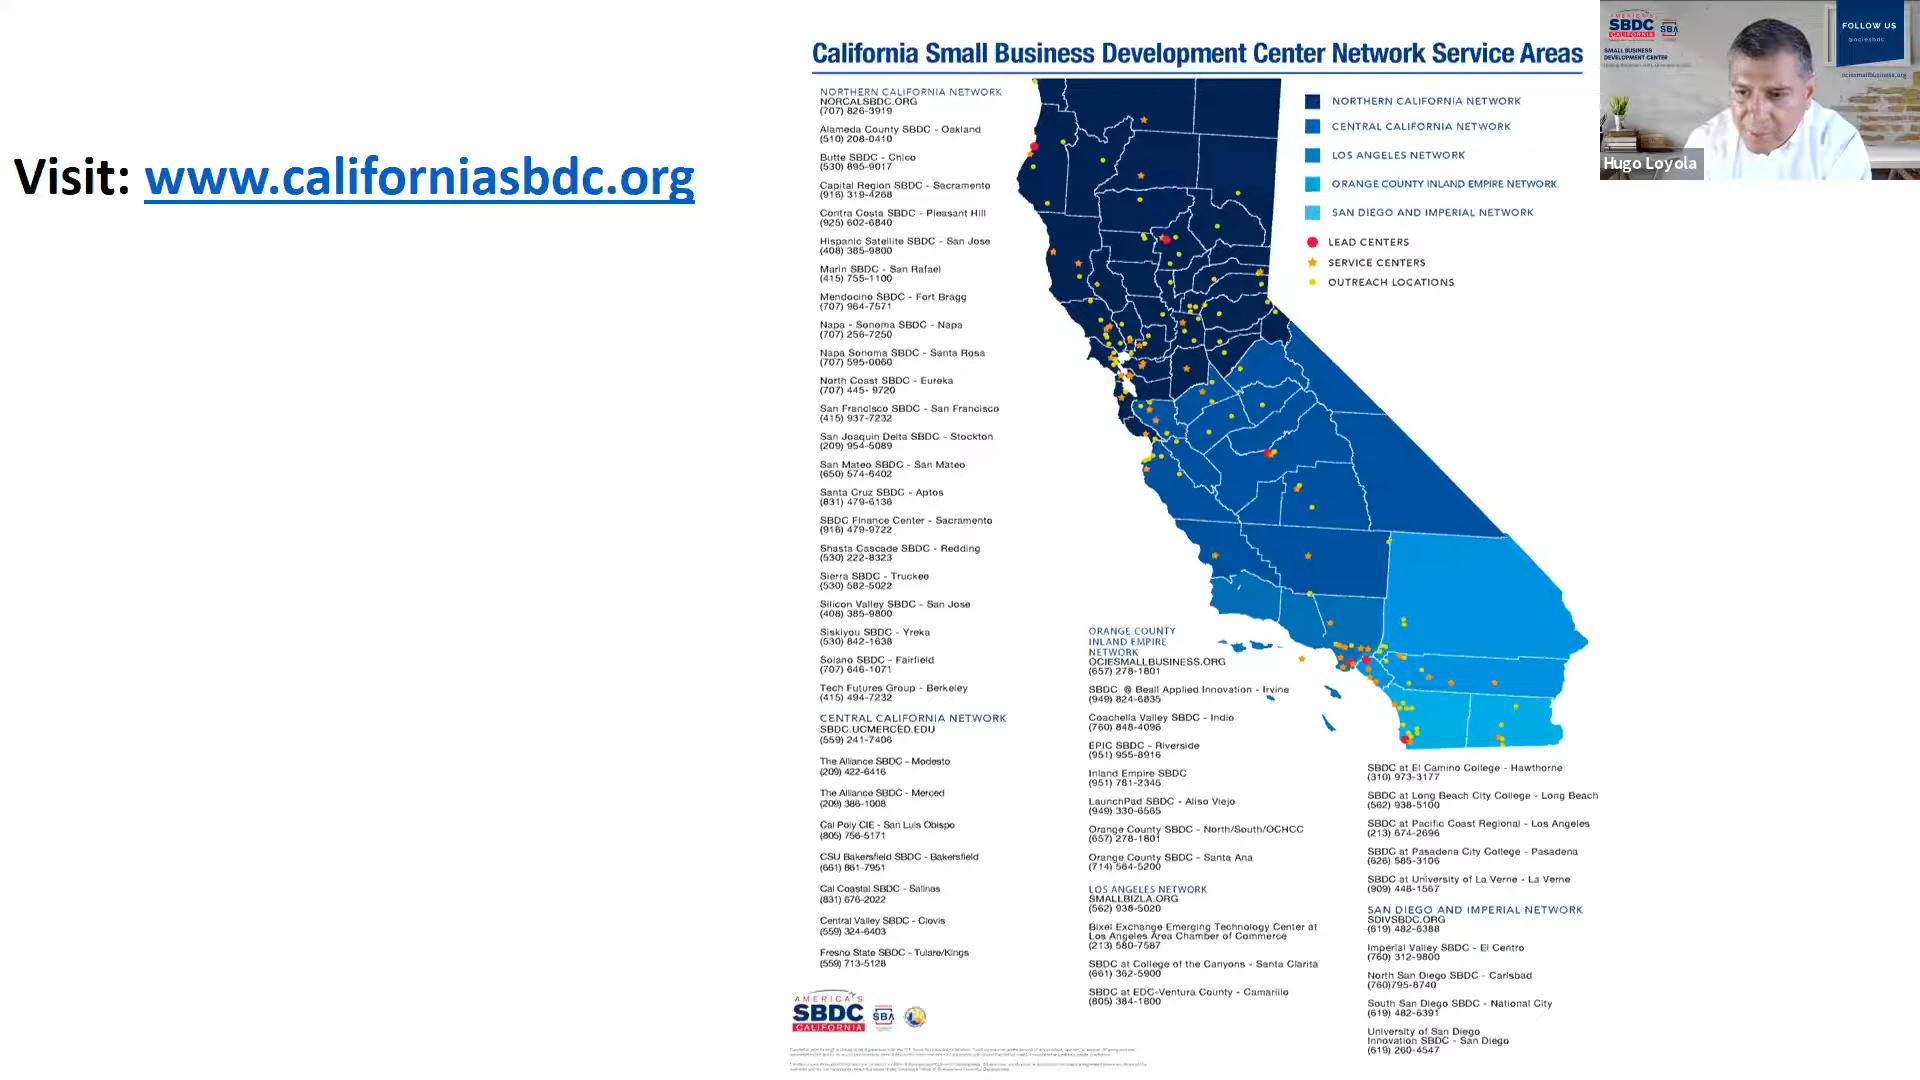 Visit: www.californiasbdc.org
California Small Business Development Center Network Service Areas
NORTHERN CALIFORNIA NETWORK
NORCALSBDC.ORG
(707) 826-3919
Alameda County SBDC - Oakland
(510) 208-0410
Butte SBDC - Chico
(530) 895-9017
Capital Region SBDC - Sacramento
(916) 319-4268
Contra Costa SBDC - Pleasant Hill
(925) 602-6840
Hispanic Satellite SBDC - San Jose
(408) 385-9800
Marin SBDC - San Rafael
(415) 755-1100
Mendocino SBDC - Fort Bragg
(707) 964-7571
Napa - Sonoma SBDC - Napa
(707) 256-7250
Napa Sonoma SBDC - Santa Rosa
(707) 595-0060
North Coast SBDC - Eureka
(707) 445- 9720
San Francisco SBDC - San Francisco
(415) 937-7232
San Joaquin Delta SBDC - Stockton
(209) 954-5089
San Mateo SBDC - San Mateo
(650) 574-6402
Santa Cruz SBDC - Aptos
(831) 479-6136
SBDC Finance Center - Sacramento
(916) 479-9722
Shasta Cascade SBDC - Redding
(530) 222-8323
Sierra SBDC - Truckee
(530) 582-5022
Silicon Valley SBDC - San Jose
(408) 385-9800
Siskiyou SBDC - Yreka
(530) 842-1638
Solano SBDC - Fairfield
(707) 646-1071
Tech Futures Group - Berkeley
(415) 494-7232
CENTRAL CALIFORNIA NETWORK
SBDC.UCMERCED.EDU
(559) 241-7406
The Alliance SBDC - Modesto
(209) 422-6416
The Alliance SBDC - Merced
(209) 386-1008
Cal Poly CIE - San Luis Obispo
(805) 756-5171
CSU Bakersfield SBDC - Bakersfield
(661) 861-7951
Cal Coastal SBDC - Salinas
(831) 676-2022
Central Valley SBDC - Clovis
(559) 324-6403
Fresno State SBDC - Tulare/Kings
(559) 713-5128
ORANGE COUNTY
INLAND EMPIRE
NETWORK
OCIESMALLBUSINESS.ORG
(657) 278-1801
SBDC @ Beall Applied Innovation - Irvine
(949) 824-6835
Coachella Valley SBDC - Indio
(760) 848-4096
EPIC SBDC - Riverside
(951) 955-8916
Inland Empire SBDC
(951) 781-2345
LaunchPad SBDC - Aliso Viejo
(949) 330-6565
Orange County SBDC - North/South/OCHCC
(657) 278-1801
Orange County SBDC - Santa Ana
(714) 564-5200
LOS ANGELES NETWORK
SMALLBIZLA.ORG
(562) 938-5020
Bixel Exchange Emerging Technology Center at
Los Angeles Area Chamber of Commerce
(213) 580-7587
SBDC at College of the Canyons - Santa Clarita
(661) 362-5900
SBDC at EDC-Ventura County - Camarillo
(805) 384-1800
SBDC at El Camino College - Hawthorne
(310) 973-3177
SBDC at Long Beach City College - Long Beach
(562) 938-5100
SBDC at Pacific Coast Regional - Los Angeles
(213) 674-2696
SBDC at Pasadena City College - Pasadena
(626) 585-3106
SBDC at University of La Verne - La Verne
(909) 448-1567
SAN DIEGO AND IMPERIAL NETWORK
SDIVSBDC.ORG
(619) 482-6388
Imperial Valley SBDC - El Centro
(760) 312-9800
North San Diego SBDC - Carlsbad
(760)795-8740
South San Diego SBDC - National City
(619) 482-6391
University of San Diego
Innovation SBDC - San Diego
(619) 260-4547
NORTHERN CALIFORNIA NETWORK
CENTRAL CALIFORNIA NETWORK
LOS ANGELES NETWORK
ORANGE COUNTY INLAND EMPIRE NETWORK
SAN DIEGO AND IMPERIAL NETWORK
LEAD CENTERS
SERVICE CENTERS
OUTREACH LOCATIONS
AMERICA'S
SBDC
CALIFORNIA
SBA
AMERICA'S
SBDC
CALIFORNIA
SBA
SMALL BUSINESS
DEVELOPMENT CENTER
FOLLOW US
@ociesbdc
ociesmallbusiness.org
Hugo Loyola